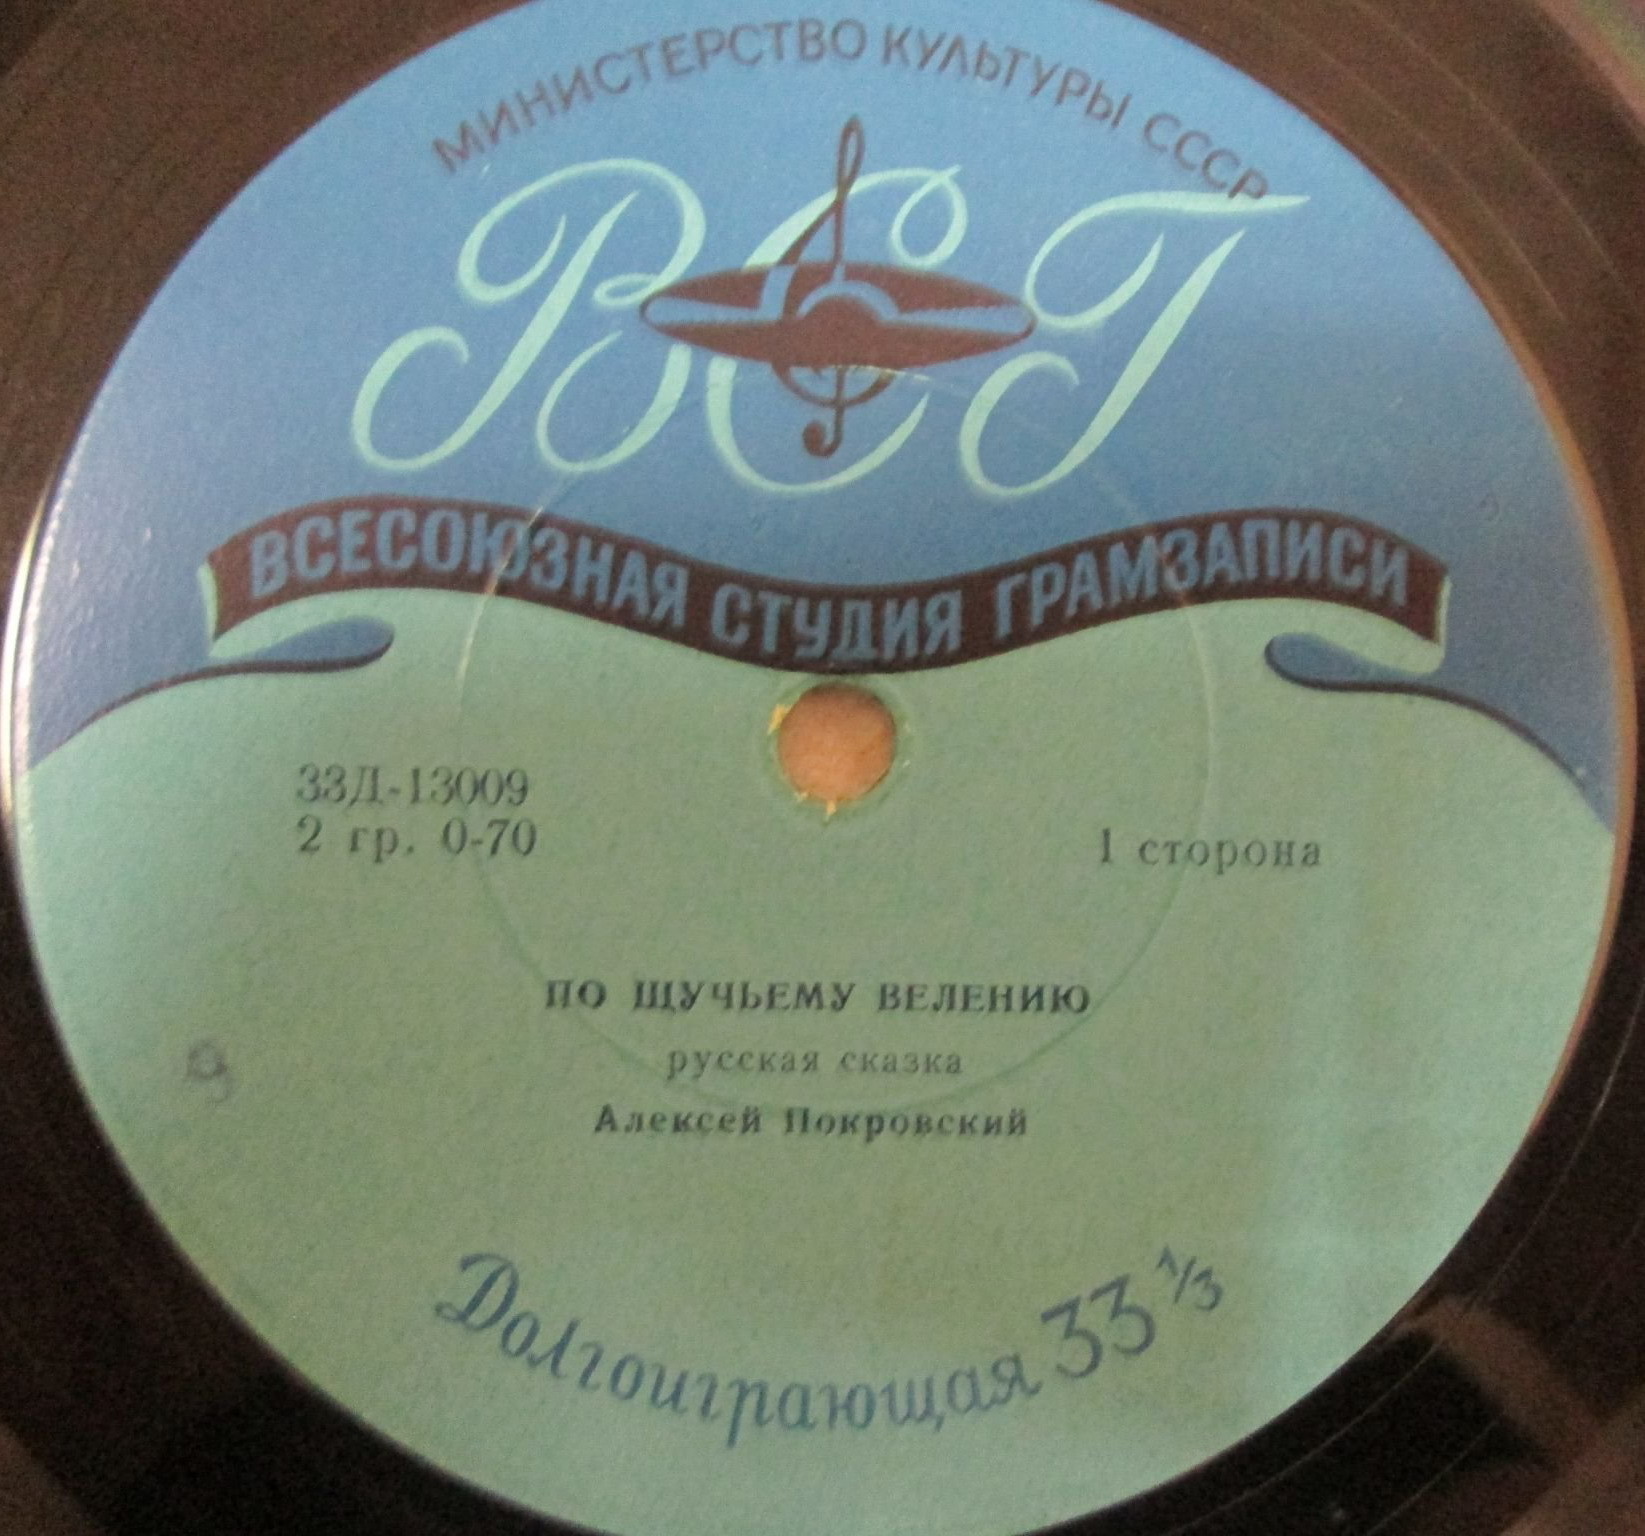 МИНИСТЕРСТВО КУЛЬТУРЫ СССР
ВСГ
ВСЕСОЮЗНАЯ СТУДИЯ ГРАМЗАПИСИ
33Д-13009
2 гр. 0-70
1 сторона
ПО ЩУЧЬЕМУ ВЕЛЕНИЮ
русская сказка
Алексей Покровский
Долгоиграющая 33 1/3